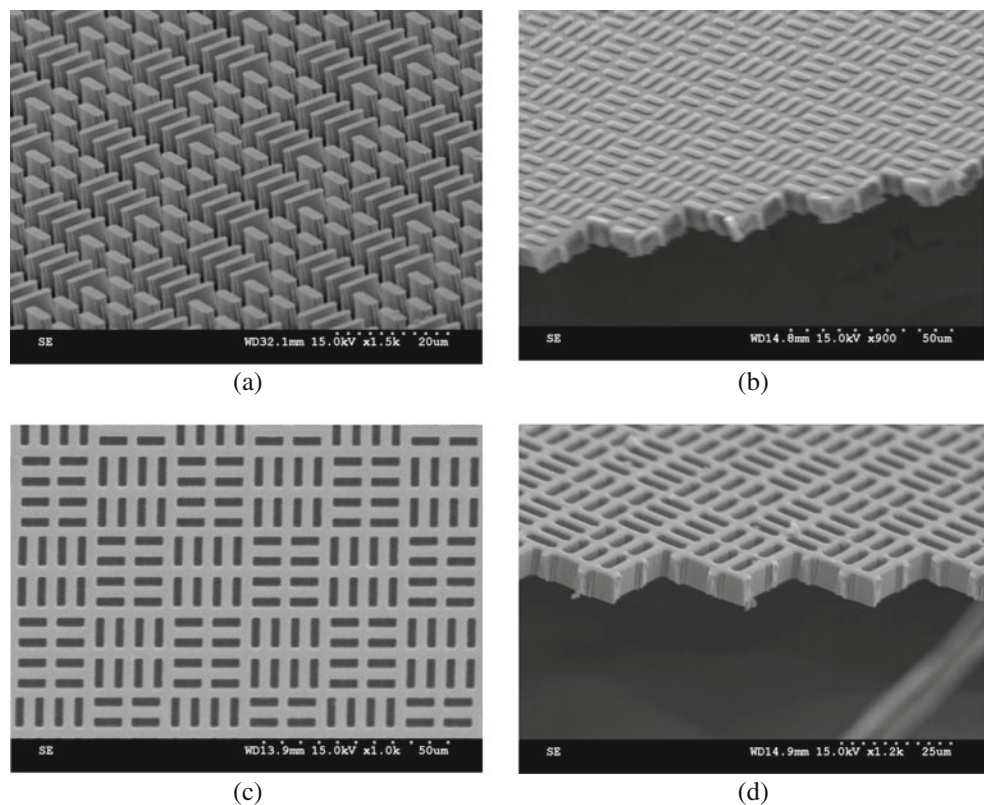 SE WD32.1mm 15.0kV x1.5k 20um
(a)
SE WD14.8mm 15.0kV x900 50um
(b)
SE WD13.9mm 15.0kV x1.0k 50um
(c)
SE WD14.9mm 15.0kV x1.2k 25um
(d)